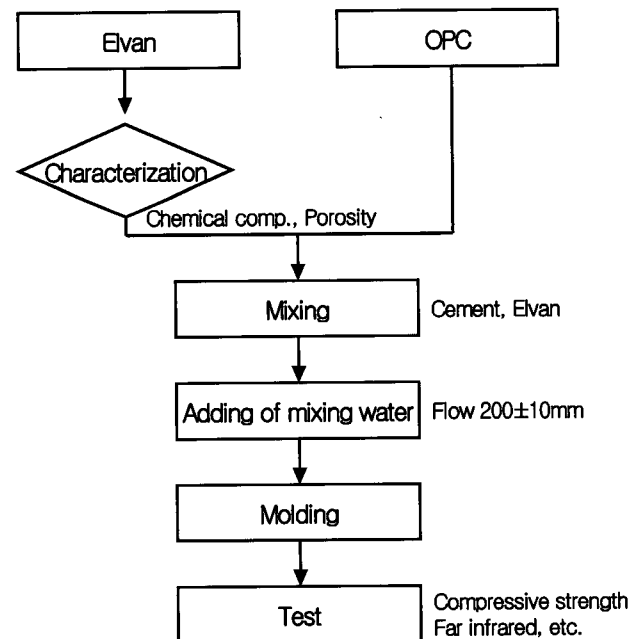 Elvan
OPC
Characterization
Chemical comp., Porosity
Mixing
Cement, Elvan
Adding of mixing water
Flow 200±10mm
Molding
Test
Compressive strength
Far infrared, etc.